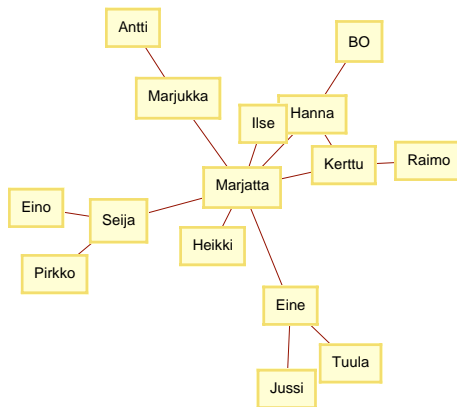 Antti
BO
Marjukka
Ilse
Hanna
Kerttu
Raimo
Marjatta
Eino
Seija
Heikki
Pirkko
Eine
Tuula
Jussi